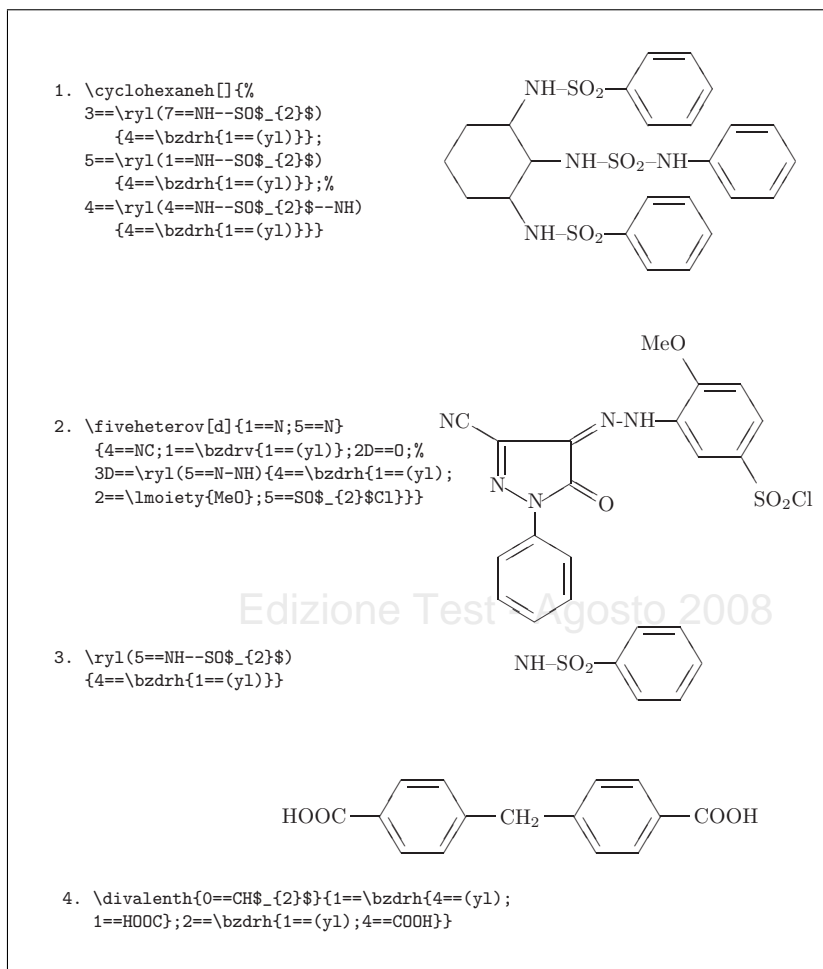 1. \cyclohexaneh[]{%
3==\ryl(7==NH--SO$_{2}$)
{4==\bzdrh{1==(yl)}};
5==\ryl(1==NH--SO$_{2}$)
{4==\bzdrh{1==(yl)}};%
4==\ryl(4==NH--SO$_{2}$--NH)
{4==\bzdrh{1==(yl)}}}
NH–SO₂
NH–SO₂–NH
NH–SO₂
2. \fiveheterov[d]{1==N;5==N}
{4==NC;1==\bzdrv{1==(yl)};2D==O;%
3D==\ryl(5==N-NH){4==\bzdrh{1==(yl);
2==\lmoiety{MeO};5==SO$_{2}$Cl}}}
MeO
NC
N-NH
N
N
O
SO₂Cl
Edizione Test - Agosto 2008
3. \ryl(5==NH--SO$_{2}$)
{4==\bzdrh{1==(yl)}}
NH–SO₂
HOOC
CH₂
COOH
4. \divalenth{0==CH$_{2}$}{1==\bzdrh{4==(yl);
1==HOOC};2==\bzdrh{1==(yl);4==COOH}}